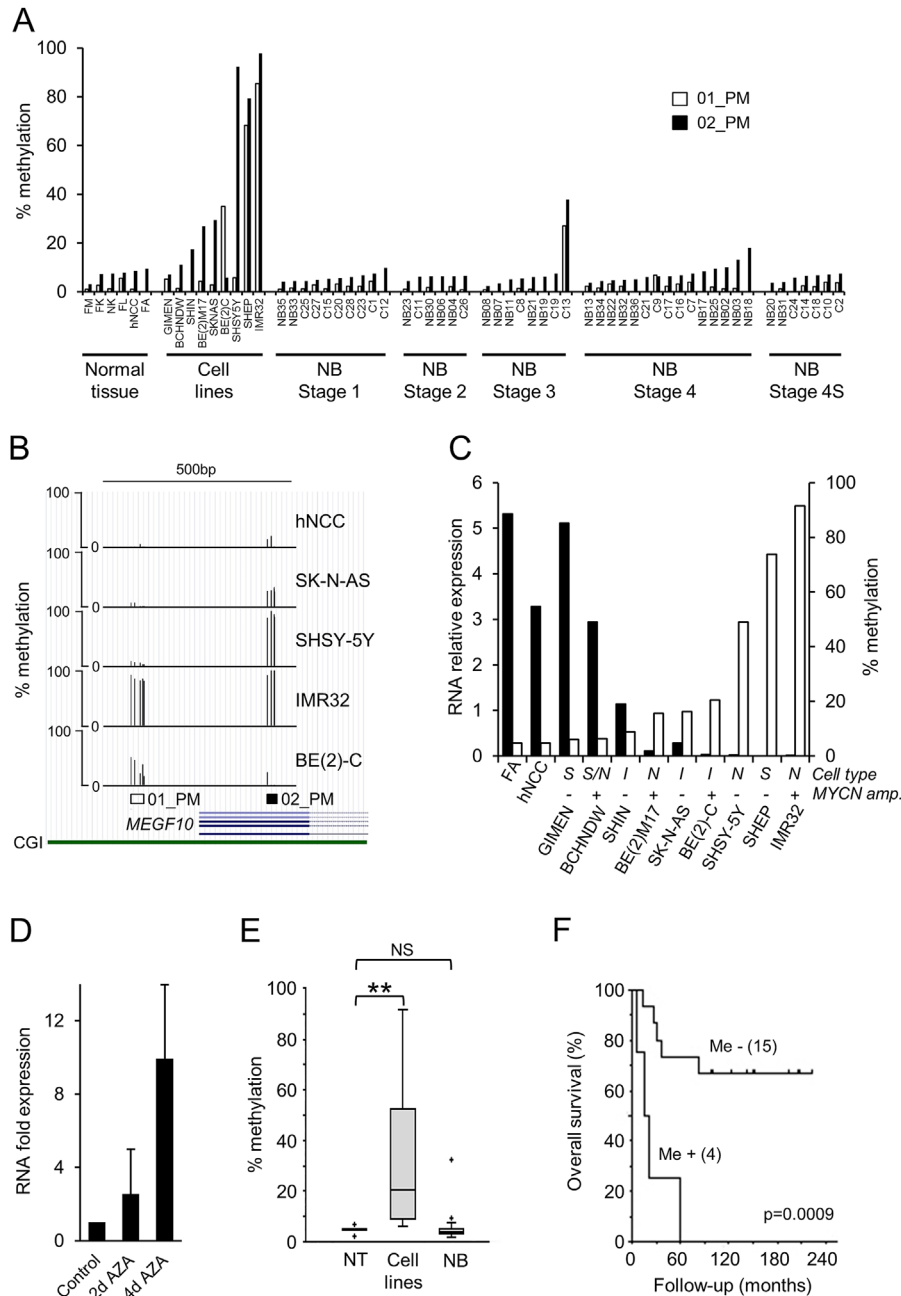 A
% methylation
100
80
60
40
20
0
01_PM
02_PM
FM
FK
NK
FL
hNCC
FA
GIMEN
BCHNDW
SHIN
BE(2)M17
SKNAS
BE(2)C
SHSY5Y
SHEP
IMR32
NB35
NB33
C25
C27
C15
C20
C28
C23
C1
C12
NB23
C11
NB30
NB06
NB04
C26
NB08
NB07
NB11
C8
NB21
NB19
C19
C13
NB13
NB34
NB22
NB32
NB36
C21
C9
C17
C16
C7
NB17
NB25
NB02
NB03
NB18
NB20
NB31
C24
C14
C18
C10
C2
Normal tissue
Cell lines
NB Stage 1
NB Stage 2
NB Stage 3
NB Stage 4
NB Stage 4S
B
500bp
% methylation
100
0
hNCC
100
0
SK-N-AS
100
0
SHSY-5Y
100
0
IMR32
100
0
BE(2)-C
01_PM
02_PM
MEGF10
CGI
C
RNA relative expression
6
5
4
3
2
1
0
% methylation
100
80
60
40
20
0
S S/N I N I I N S N Cell type
- + - + - + - - + MYCN amp.
FA
hNCC
GIMEN
BCHNDW
SHIN
BE(2)M17
SK-N-AS
BE(2)-C
SHSY-5Y
SHEP
IMR32
D
RNA fold expression
12
8
4
0
Control
2d AZA
4d AZA
E
% methylation
100
80
60
40
20
0
NS
**
NT
Cell lines
NB
F
Overall survival (%)
100
80
60
40
20
0
Me - (15)
Me + (4)
p=0.0009
0 60 120 180 240
Follow-up (months)